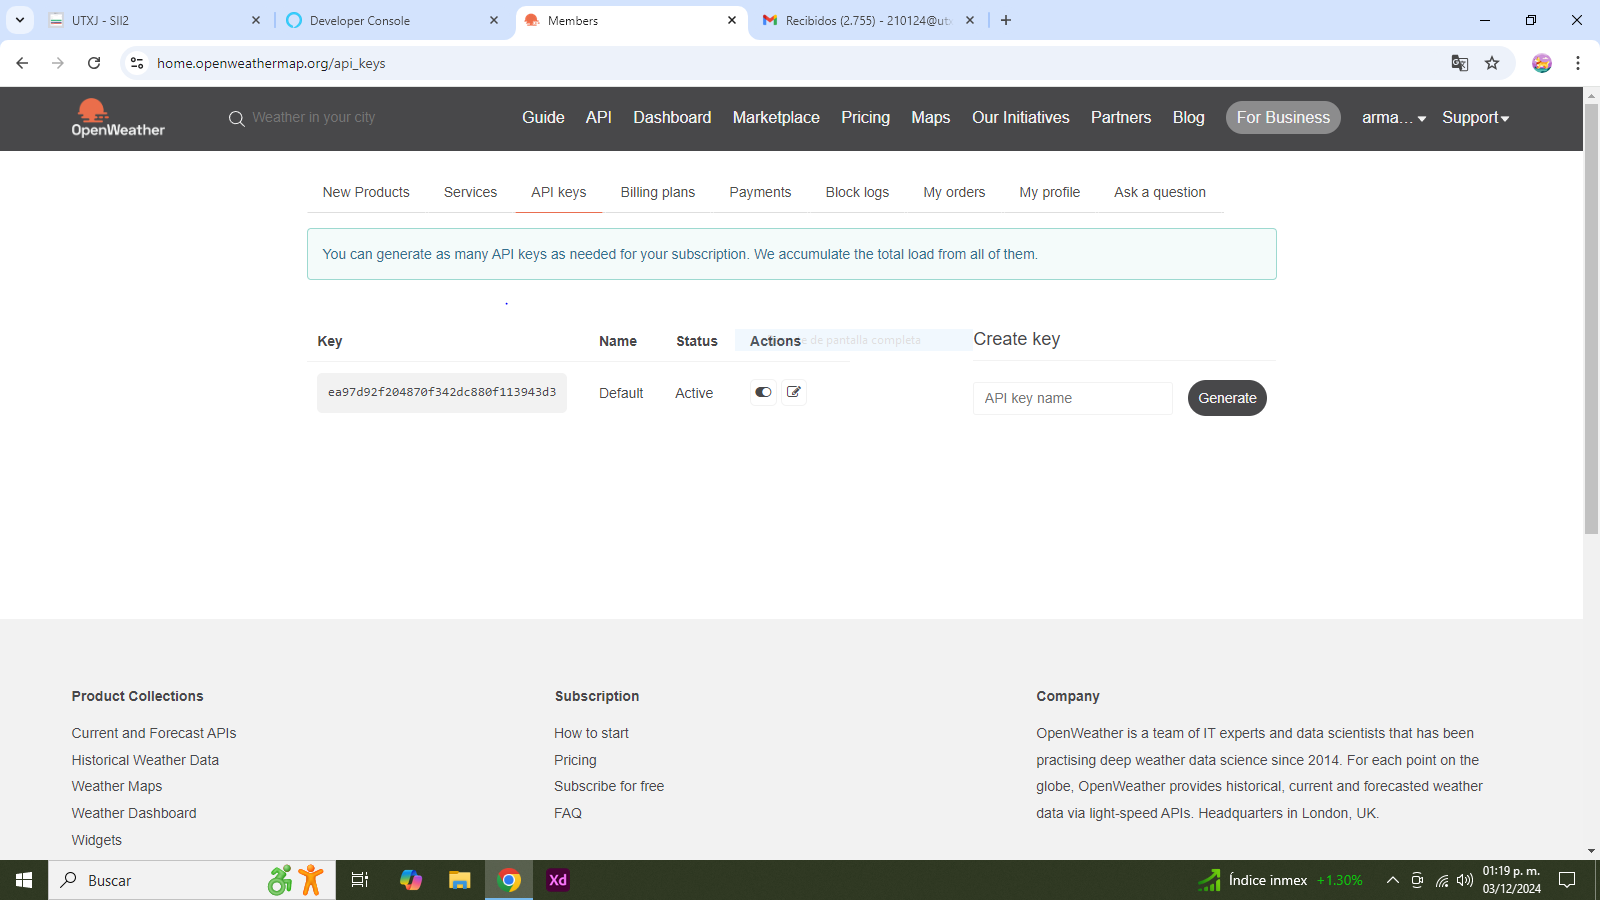 UTXJ - SII2
Developer Console
Members
Recibidos (2.755) - 210124@ut
home.openweathermap.org/api_keys
OpenWeather
Weather in your city
Guide
API
Dashboard
Marketplace
Pricing
Maps
Our Initiatives
Partners
Blog
For Business
arma...
Support
New Products
Services
API keys
Billing plans
Payments
Block logs
My orders
My profile
Ask a question
You can generate as many API keys as needed for your subscription. We accumulate the total load from all of them.
Key
Name
Status
Actions
de pantalla completa
Create key
ea97d92f204870f342dc880f113943d3
Default
Active
API key name
Generate
Product Collections
Current and Forecast APIs
Historical Weather Data
Weather Maps
Weather Dashboard
Widgets
Subscription
How to start
Pricing
Subscribe for free
FAQ
Company
OpenWeather is a team of IT experts and data scientists that has been
practising deep weather data science since 2014. For each point on the
globe, OpenWeather provides historical, current and forecasted weather
data via light-speed APIs. Headquarters in London, UK.
Buscar
Xd
Índice inmex +1.30%
01:19 p. m.
03/12/2024